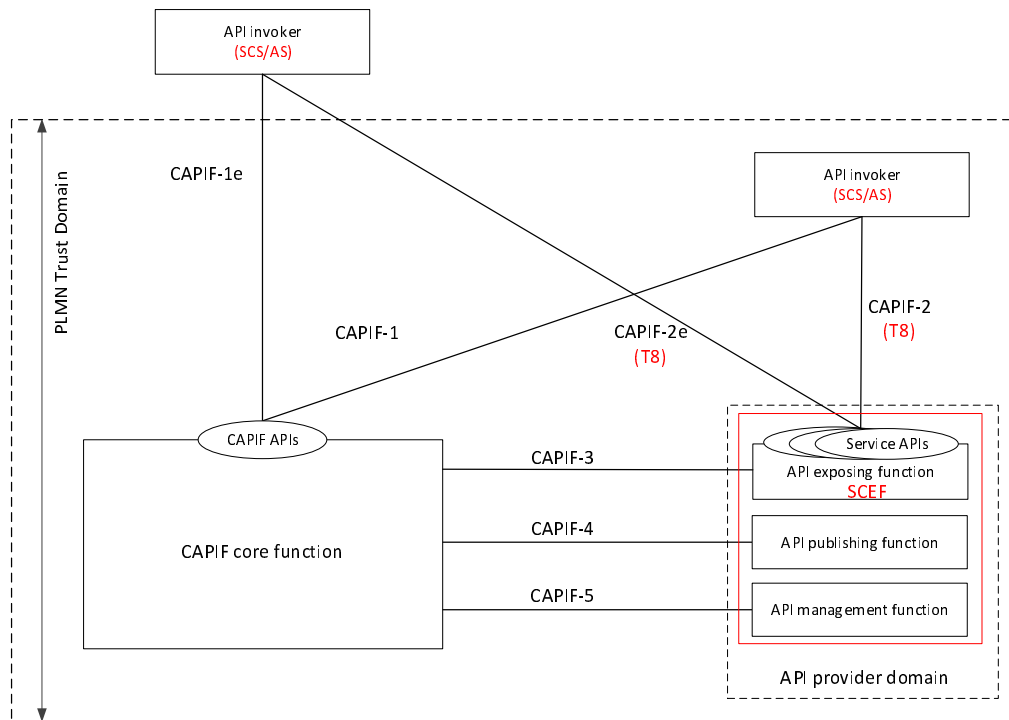 API invoker
(SCS/AS)
CAPIF-1e
PLMN Trust Domain
API invoker
(SCS/AS)
CAPIF-1
CAPIF-2e
(T8)
CAPIF-2
(T8)
CAPIF APIs
Service APIs
CAPIF-3
API exposing function
SCEF
CAPIF core function
CAPIF-4
API publishing function
CAPIF-5
API management function
API provider domain